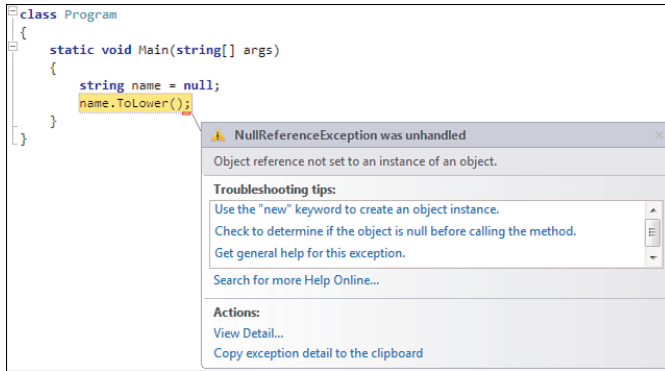 class Program
{
static void Main(string[] args)
{
string name = null;
name.ToLower();
}
}
NullReferenceException was unhandled
Object reference not set to an instance of an object.
Troubleshooting tips:
Use the "new" keyword to create an object instance.
Check to determine if the object is null before calling the method.
Get general help for this exception.
Search for more Help Online...
Actions:
View Detail...
Copy exception detail to the clipboard